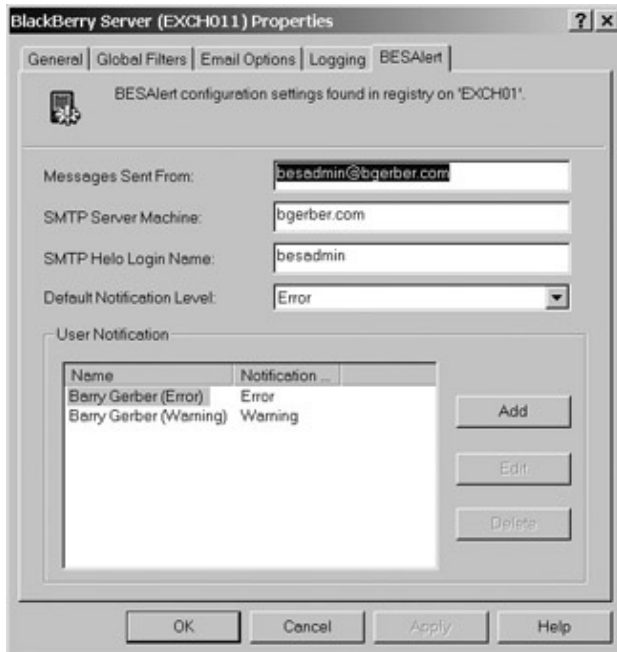 BlackBerry Server (EXCH011) Properties
General Global Filters Email Options Logging BESAlert
BESAlert configuration settings found in registry on 'EXCH01'.
Messages Sent From: besadmin@bgerber.com
SMTP Server Machine: bgerber.com
SMTP Helo Login Name: besadmin
Default Notification Level: Error
User Notification
Name Notification ...
Barry Gerber (Error) Error
Barry Gerber (Warning) Warning
Add
Edit
Delete
OK Cancel Apply Help